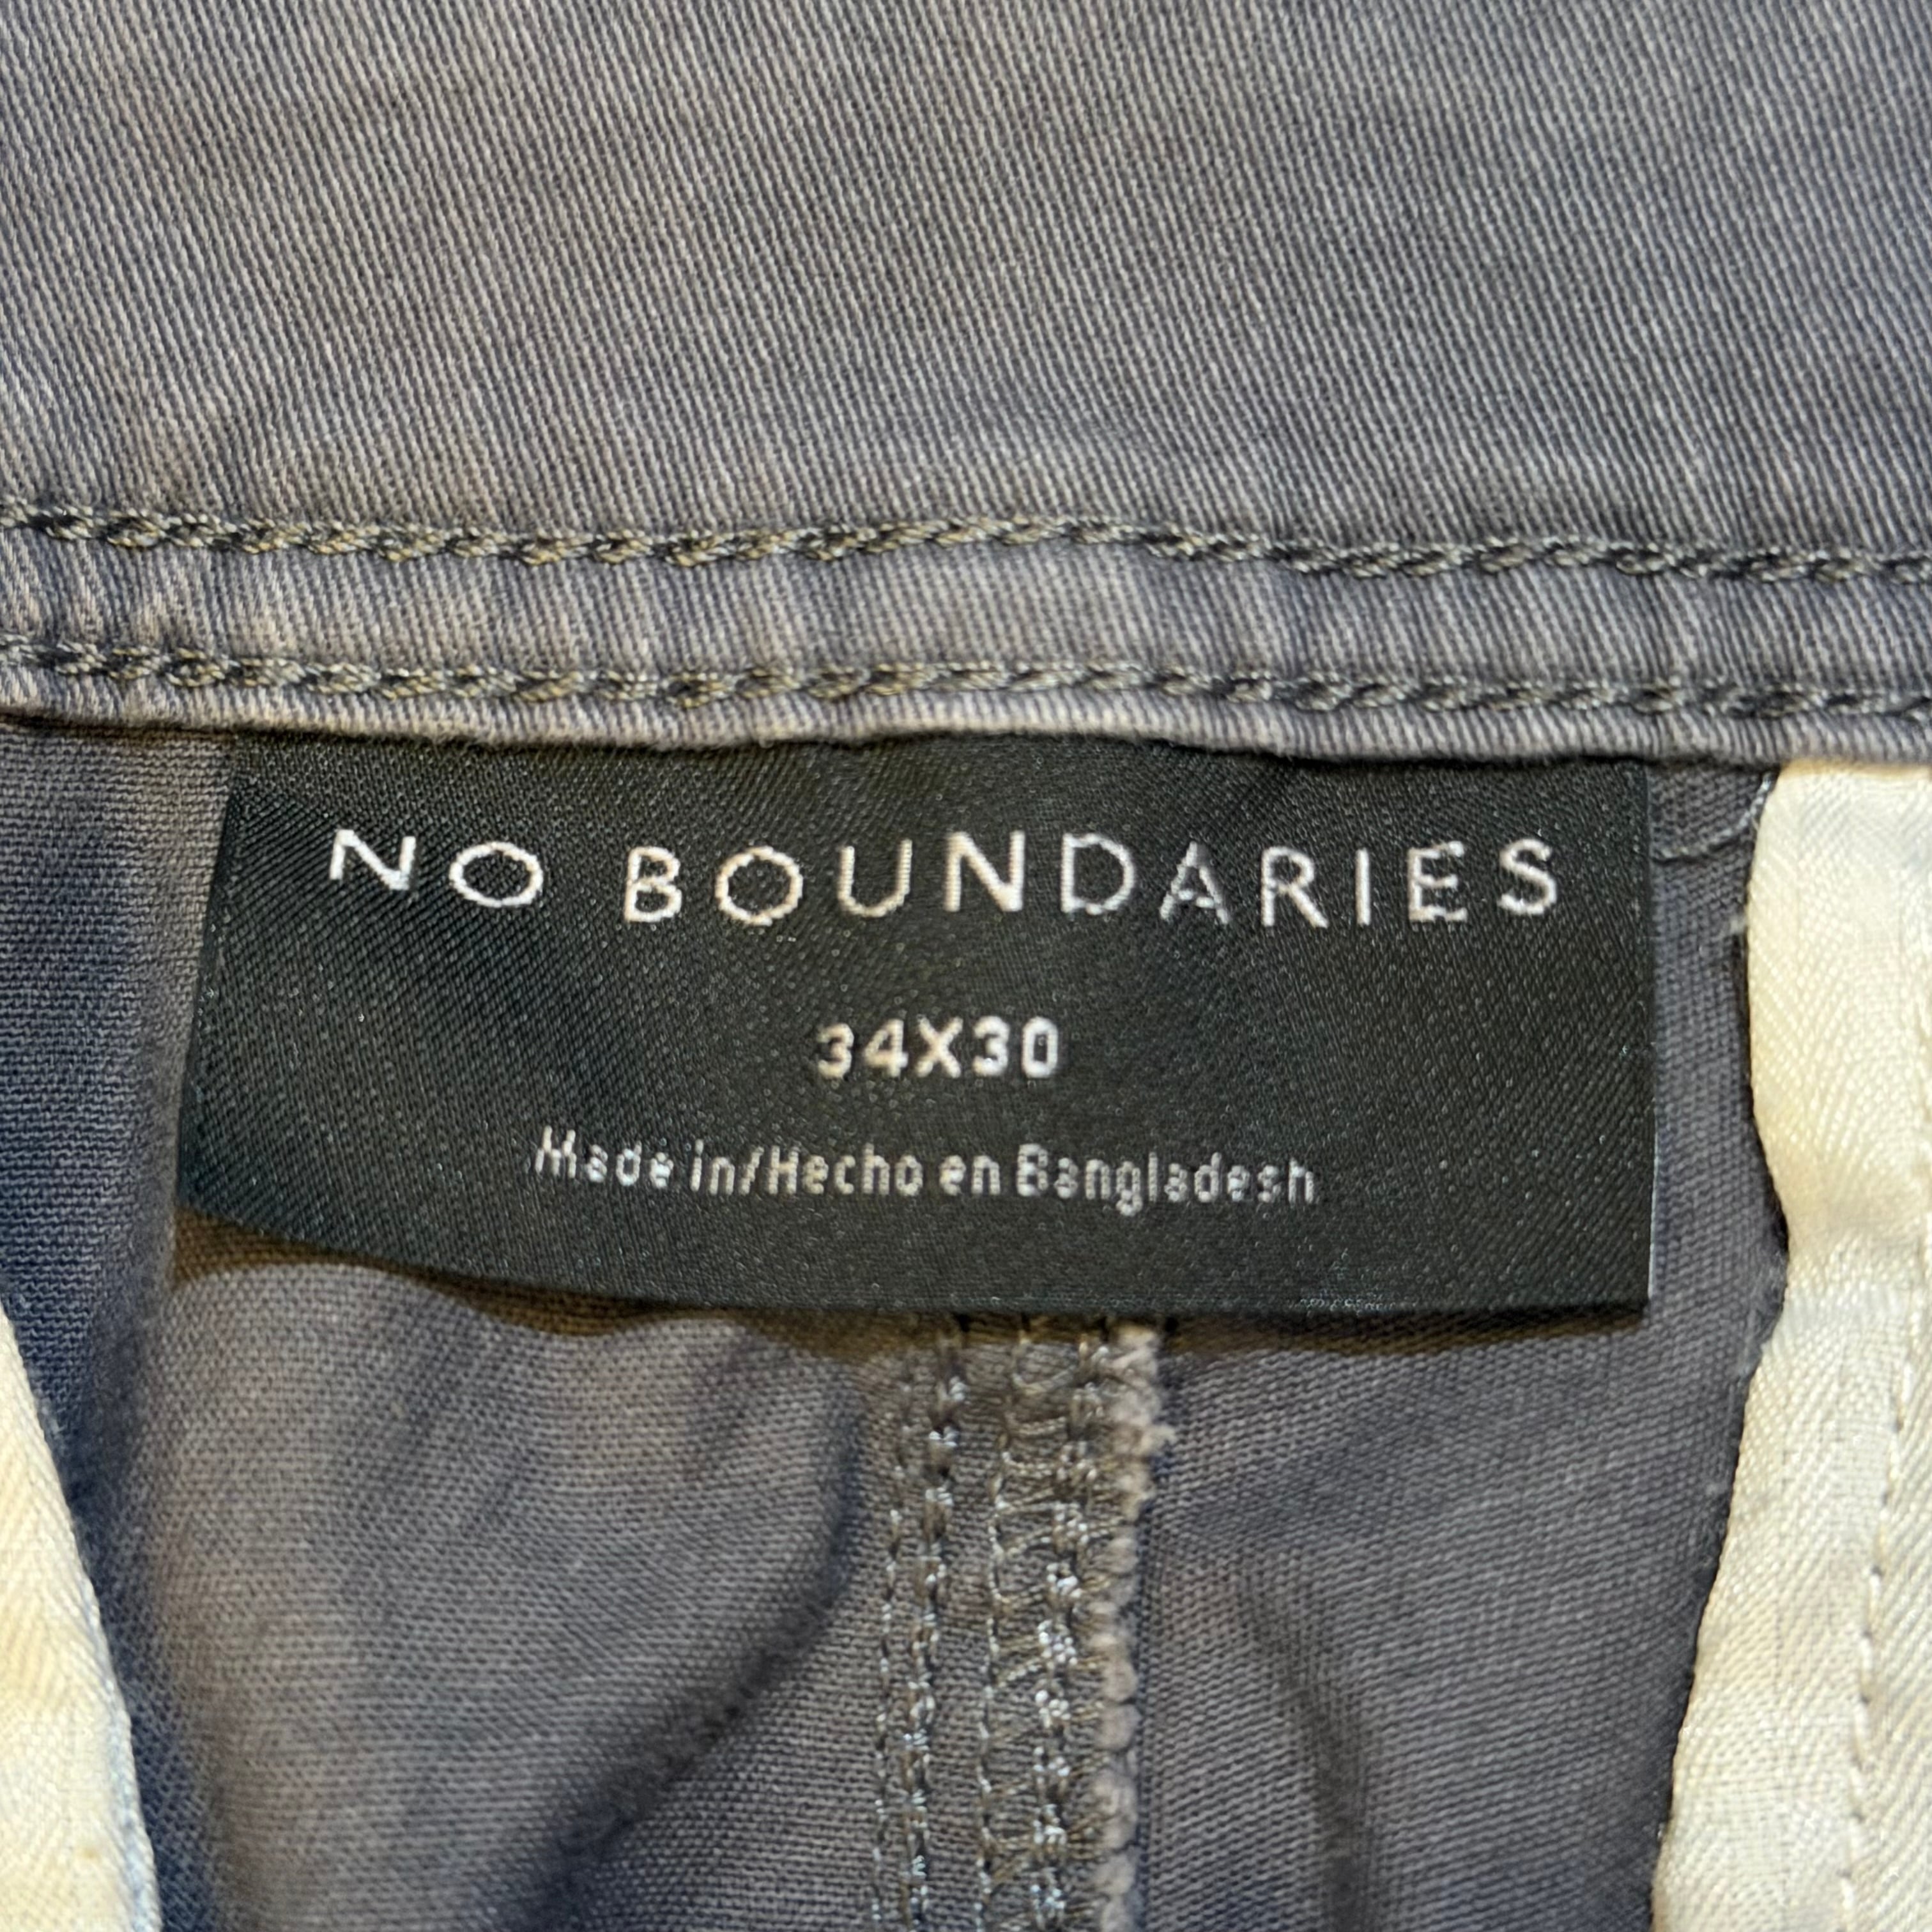 NO BOUNDARIES
34X30
Made in/Hecho en Bangladesh